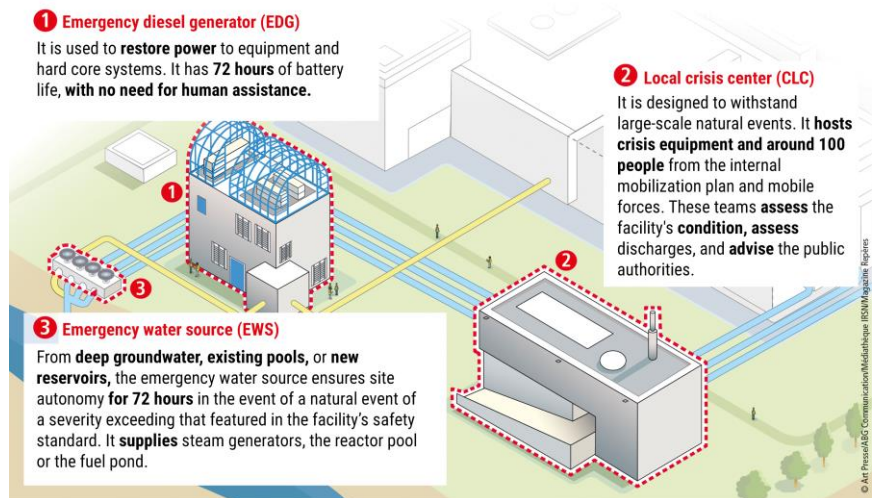 1 Emergency diesel generator (EDG)
It is used to restore power to equipment and
hard core systems. It has 72 hours of battery
life, with no need for human assistance.
2 Local crisis center (CLC)
It is designed to withstand
large-scale natural events. It hosts
crisis equipment and around 100
people from the internal
mobilization plan and mobile
forces. These teams assess the
facility's condition, assess
discharges, and advise the public
authorities.
1
2
3
3 Emergency water source (EWS)
From deep groundwater, existing pools, or new
reservoirs, the emergency water source ensures site
autonomy for 72 hours in the event of a natural event of
a severity exceeding that featured in the facility's safety
standard. It supplies steam generators, the reactor pool
or the fuel pond.
© Art Presse/ABG Communication/Médiathèque IRSN/Magazine Repères